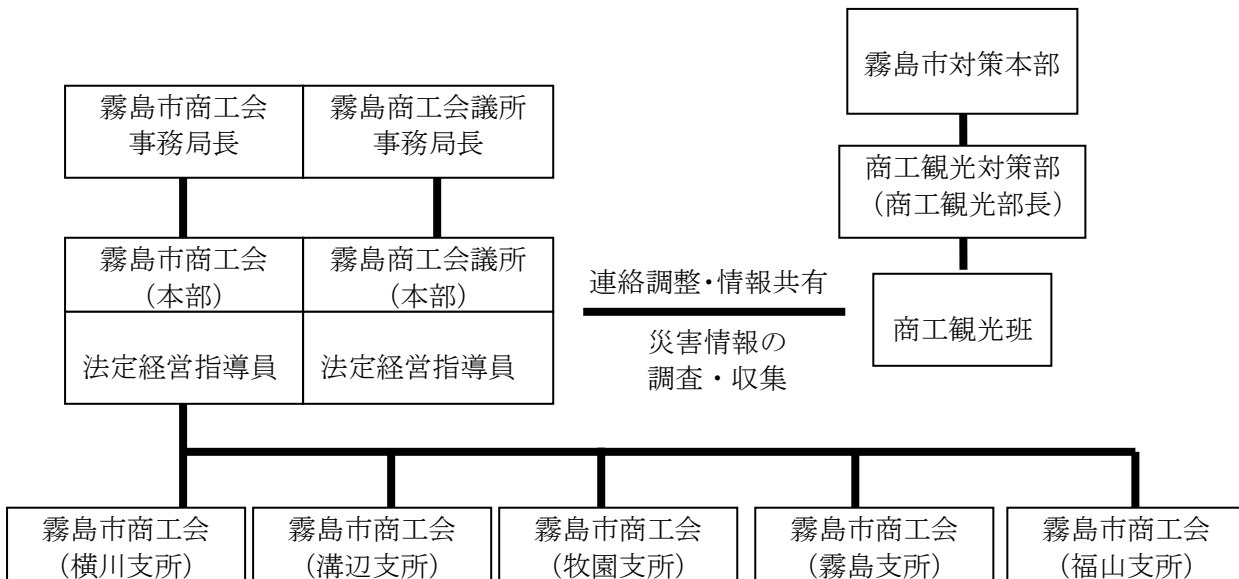 霧島市対策本部
霧島市商工会
事務局長
霧島商工会議所
事務局長
商工観光対策部
（商工観光部長）
霧島市商工会
（本部）
霧島商工会議所
（本部）
連絡調整・情報共有
商工観光班
災害情報の
調査・収集
法定経営指導員
法定経営指導員
霧島市商工会
（横川支所）
霧島市商工会
（溝辺支所）
霧島市商工会
（牧園支所）
霧島市商工会
（霧島支所）
霧島市商工会
（福山支所）